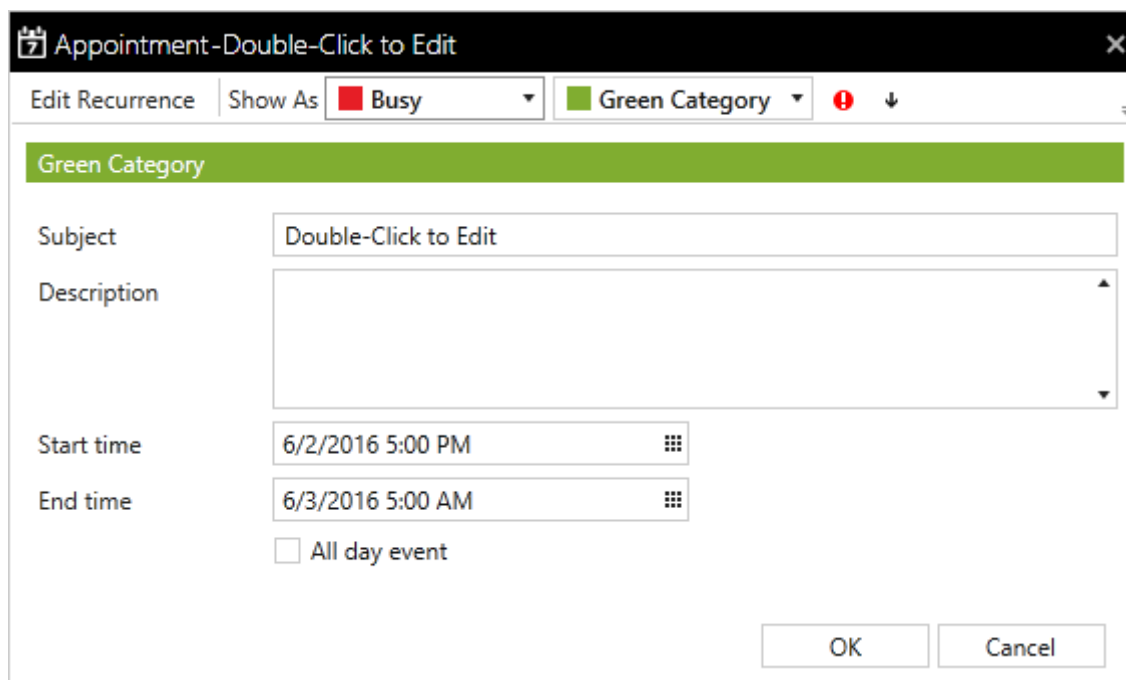 7 Appointment-Double-Click to Edit
Edit Recurrence Show As Busy Green Category
Green Category
Subject Double-Click to Edit
Description
Start time 6/2/2016 5:00 PM
End time 6/3/2016 5:00 AM
All day event
OK Cancel